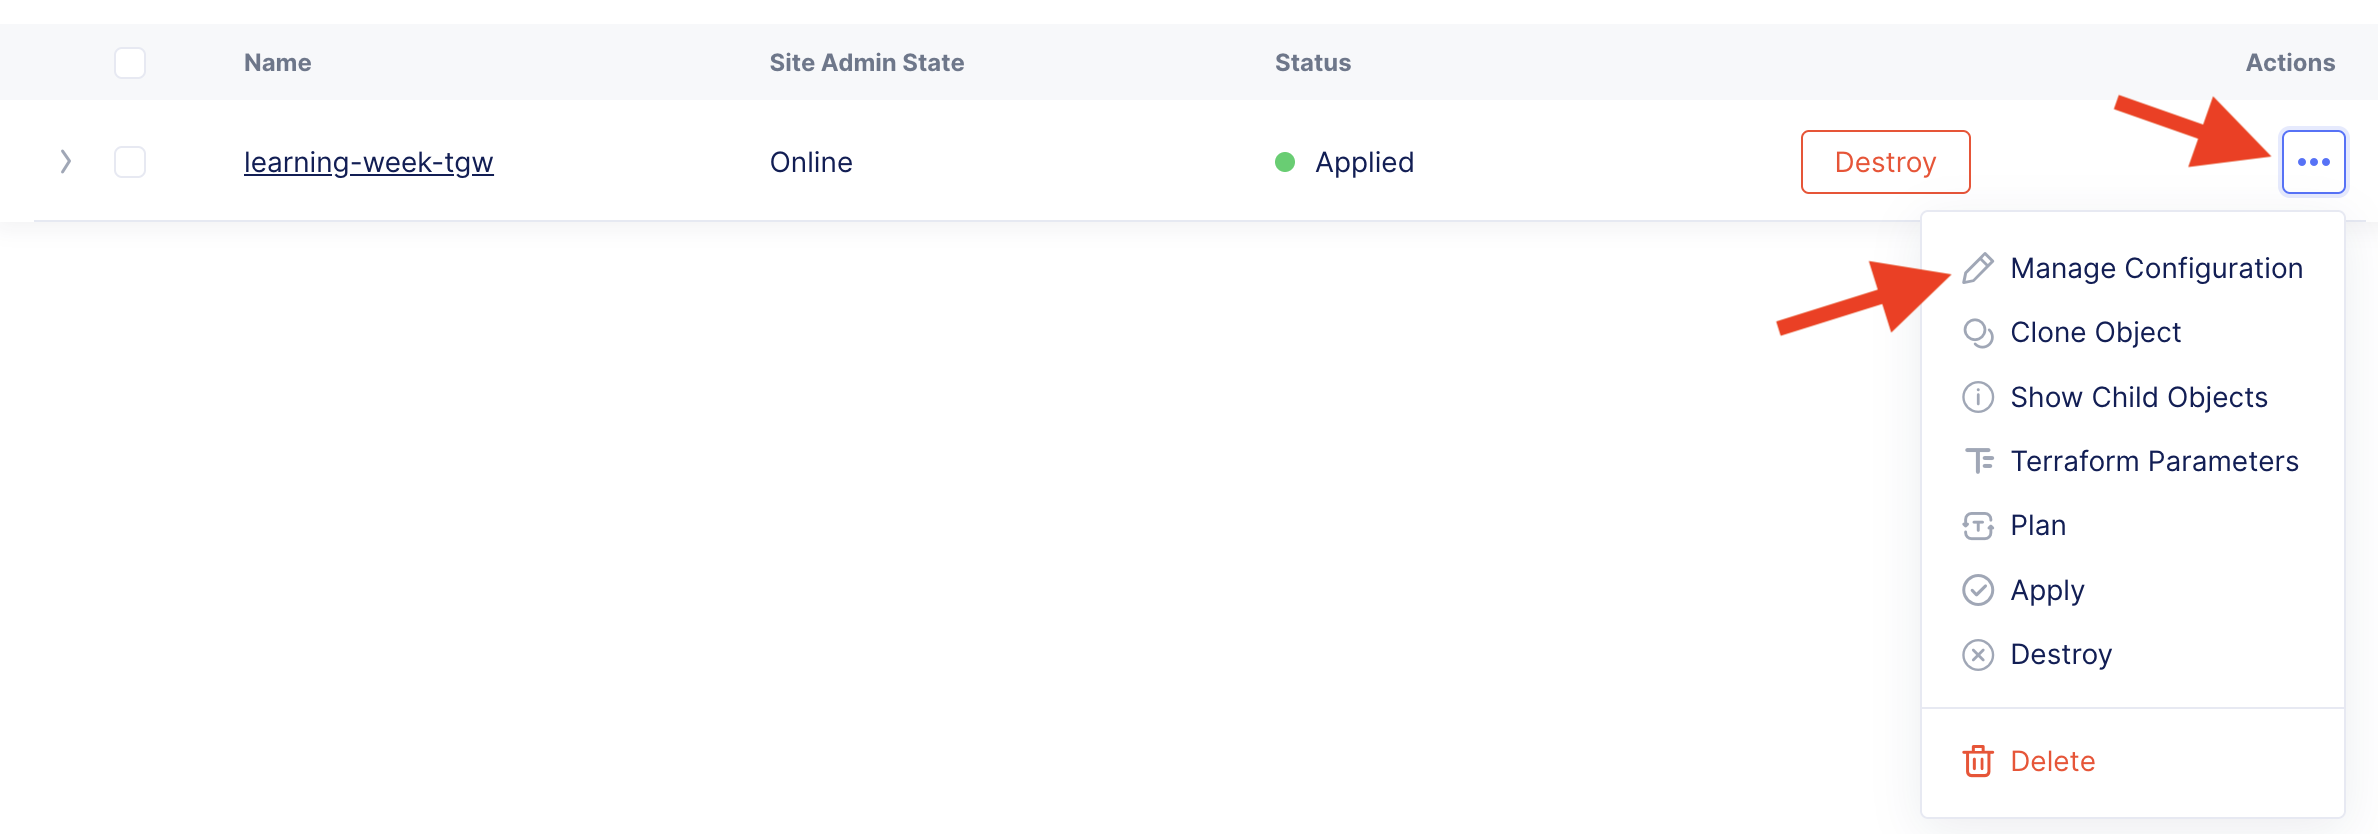 Name Site Admin State Status Actions
learning-week-tgw Online Applied Destroy
Manage Configuration
Clone Object
Show Child Objects
Terraform Parameters
Plan
Apply
Destroy
Delete